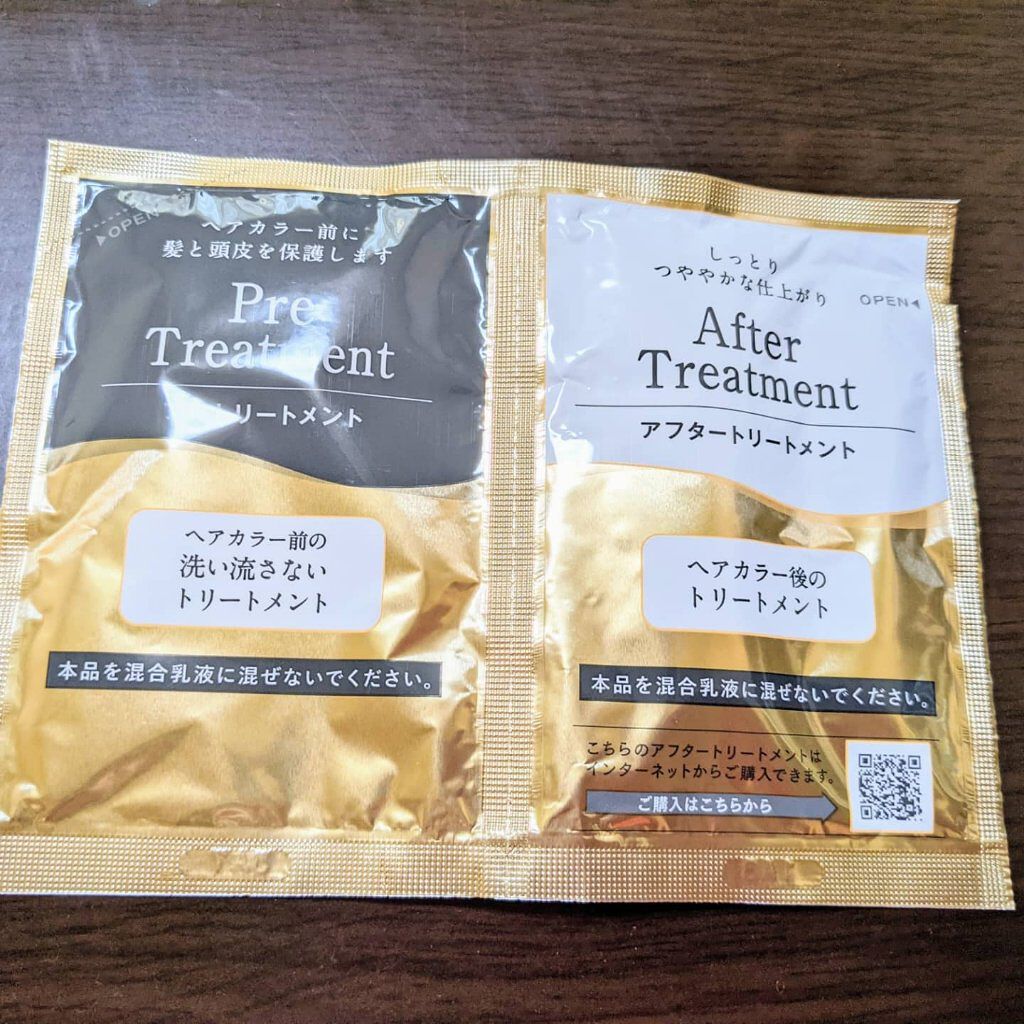 OPEN
ヘアカラー前に
髪と頭皮を保護します
Pre
Treatment
トリートメント
ヘアカラー前の
洗い流さない
トリートメント
本品を混合乳液に混ぜないでください。
しっとり
つややかな仕上がり
OPEN
After
Treatment
アフタートリートメント
ヘアカラー後の
トリートメント
本品を混合乳液に混ぜないでください。
こちらのアフタートリートメントは
インターネットからご購入できます。
ご購入はこちらから